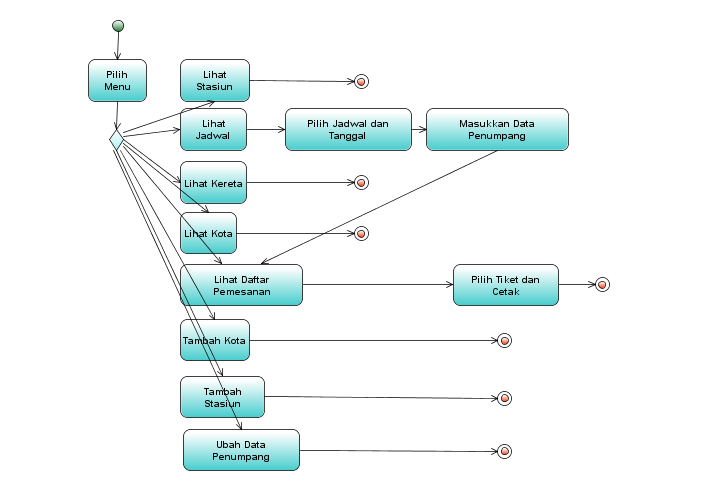 Pilih
Menu
Lihat
Stasiun
Lihat
Jadwal
Pilih Jadwal dan
Tanggal
Masukkan Data
Penumpang
Lihat Kereta
Lihat Kota
Lihat Daftar
Pemesanan
Pilih Tiket dan
Cetak
Tambah Kota
Tambah
Stasiun
Ubah Data
Penumpang